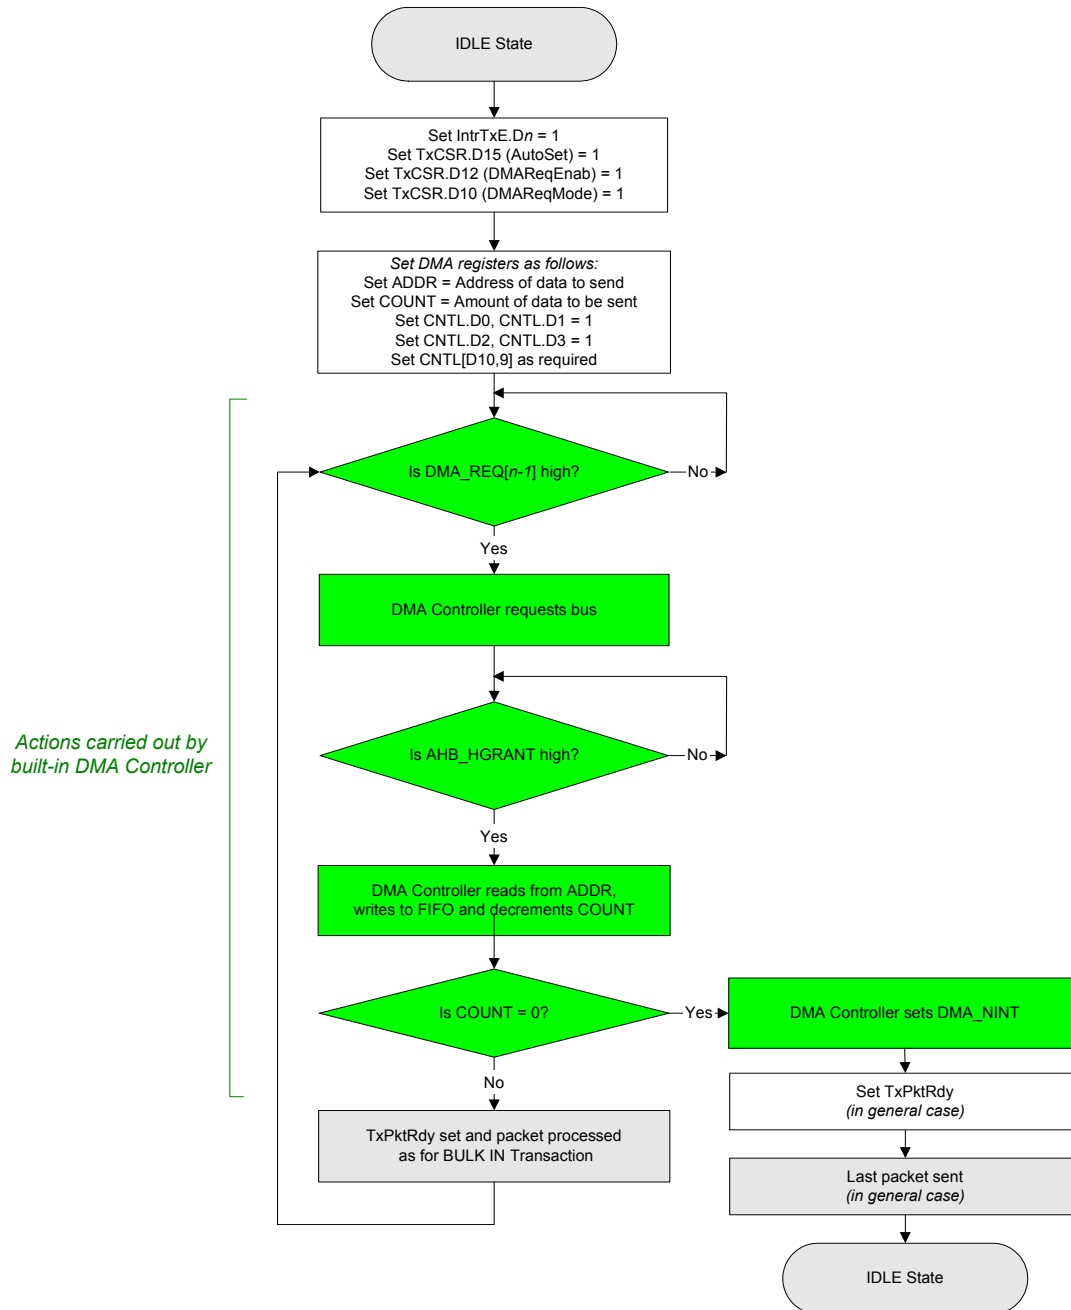 IDLE State
Set IntrTxE.Dn = 1
Set TxCSR.D15 (AutoSet) = 1
Set TxCSR.D12 (DMAReqEnab) = 1
Set TxCSR.D10 (DMAReqMode) = 1
Set DMA registers as follows:
Set ADDR = Address of data to send
Set COUNT = Amount of data to be sent
Set CNTL.D0, CNTL.D1 = 1
Set CNTL.D2, CNTL.D3 = 1
Set CNTL[D10,9] as required
Is DMA_REQ[n-1] high?
No
Yes
DMA Controller requests bus
Actions carried out by
built-in DMA Controller
Is AHB_HGRANT high?
No
Yes
DMA Controller reads from ADDR,
writes to FIFO and decrements COUNT
Is COUNT = 0?
Yes
DMA Controller sets DMA_NINT
No
Set TxPktRdy
(in general case)
TxPktRdy set and packet processed
as for BULK IN Transaction
Last packet sent
(in general case)
IDLE State